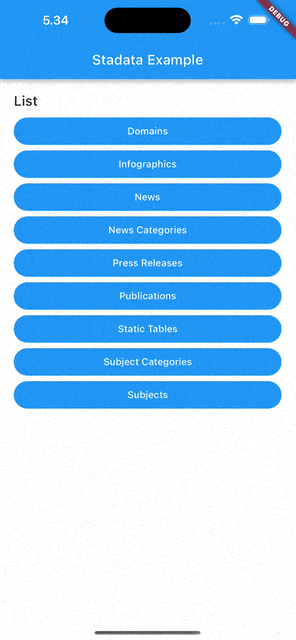 5.34
DEBUG
Stadata Example
List
Domains
Infographics
News
News Categories
Press Releases
Publications
Static Tables
Subject Categories
Subjects